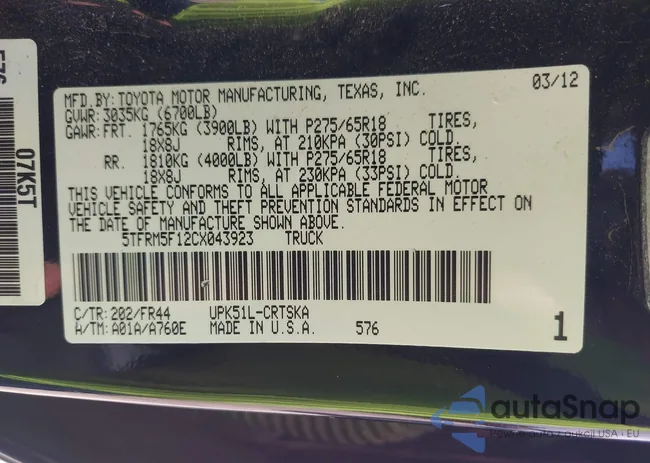 576
07K5T
MFD.BY:TOYOTA MOTOR MANUFACTURING, TEXAS, INC. 03/12
GVWR:3035KG (6700LB)
GAWR:FRT. 1765KG (3900LB) WITH P275/65R18 TIRES,
18X8J RIMS, AT 210KPA (30PSI) COLD.
RR. 1810KG (4000LB) WITH P275/65R18 TIRES,
18X8J RIMS, AT 230KPA (33PSI) COLD.
THIS VEHICLE CONFORMS TO ALL APPLICABLE FEDERAL MOTOR
VEHICLE SAFETY AND THEFT PREVENTION STANDARDS IN EFFECT ON
THE DATE OF MANUFACTURE SHOWN ABOVE.
5TFRM5F12CX043923 TRUCK
C/TR:202/FR44 UPK51L-CRTSKA
A/TM:A01A/A760E MADE IN U.S.A. 576 1
autoSnap
z aukcji USA i EU